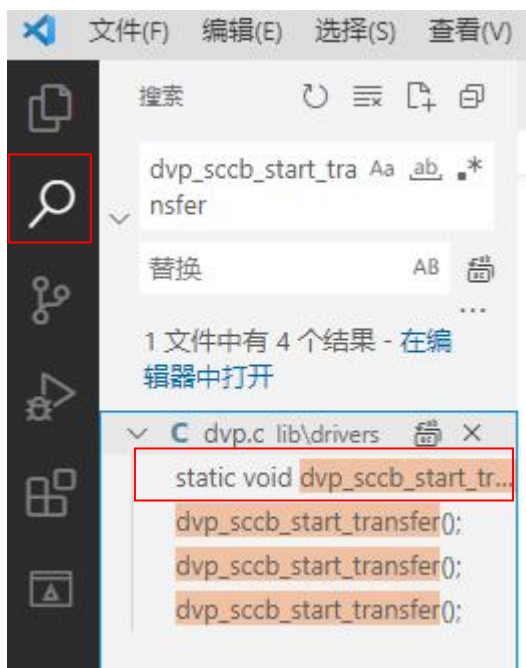 文件(F) 编辑(E) 选择(S) 查看(V)
搜索
dvp_sccb_start_tra Aa ab, .*
nsfer
替换 AB
...
1 文件中有 4 个结果 - 在编
辑器中打开
C dvp.c lib\drivers
static void dvp_sccb_start_tr...
dvp_sccb_start_transfer();
dvp_sccb_start_transfer();
dvp_sccb_start_transfer();